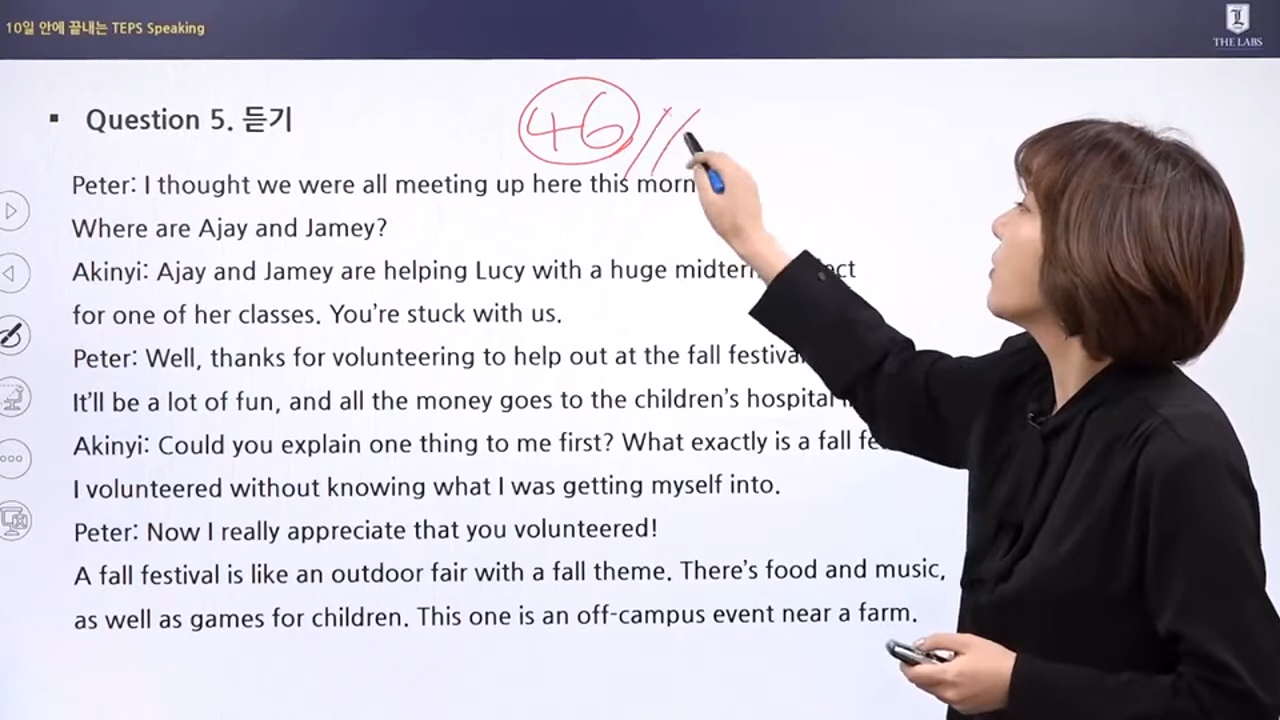 10일 안에 끝내는 TEPS Speaking
THE LABS
Question 5. 듣기
46
Peter: I thought we were all meeting up here this
Where are Ajay and Jamey?
Akinyi: Ajay and Jamey are helping Lucy with a huge
for one of her classes. You're stuck with us.
Peter: Well, thanks for volunteering to help out at the fall
It'll be a lot of fun, and all the money goes to the children's hospital
Akinyi: Could you explain one thing to me first? What exactly is a fall
I volunteered without knowing what I was getting myself into.
Peter: Now I really appreciate that you volunteered!
A fall festival is like an outdoor fair with a fall theme. There's food and music,
as well as games for children. This one is an off-campus event near a farm.